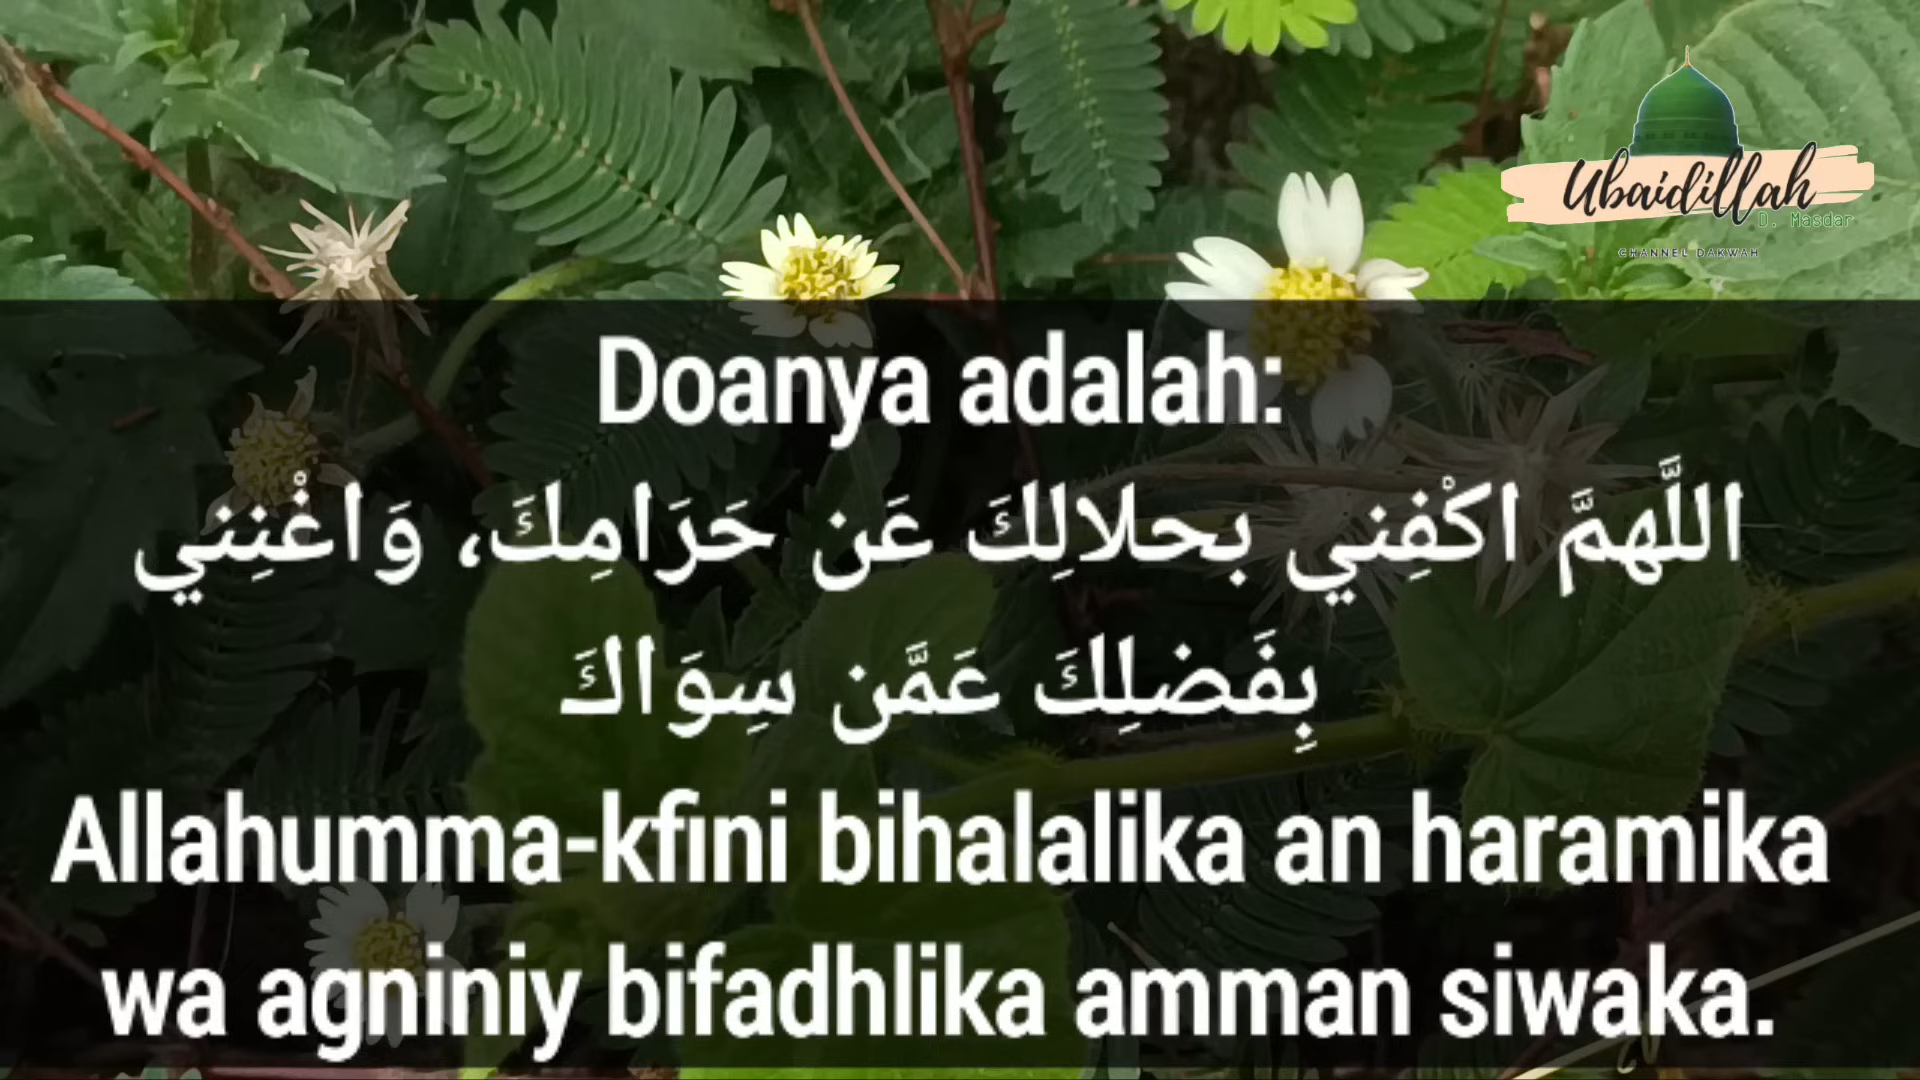 Ubaidillah
D. Masdar
CHANNEL DAKWAH
Doanya adalah:
اللَّهمَّ اكْفِني بحلالِكَ عَن حَرَامِكَ، وَاغْنِنني
بِفَضلِكَ عَمَّن سِوَاكَ
Allahumma-kfini bihalalika an haramika
wa agniniy bifadhlika amman siwaka.